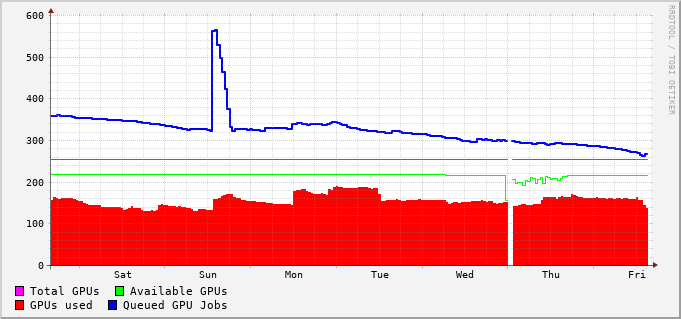 600
500
400
300
200
100
0
Sat Sun Mon Tue Wed Thu Fri
Total GPUs Available GPUs
GPUs used Queued GPU Jobs
RRDTOOL / TOBI OETIKER